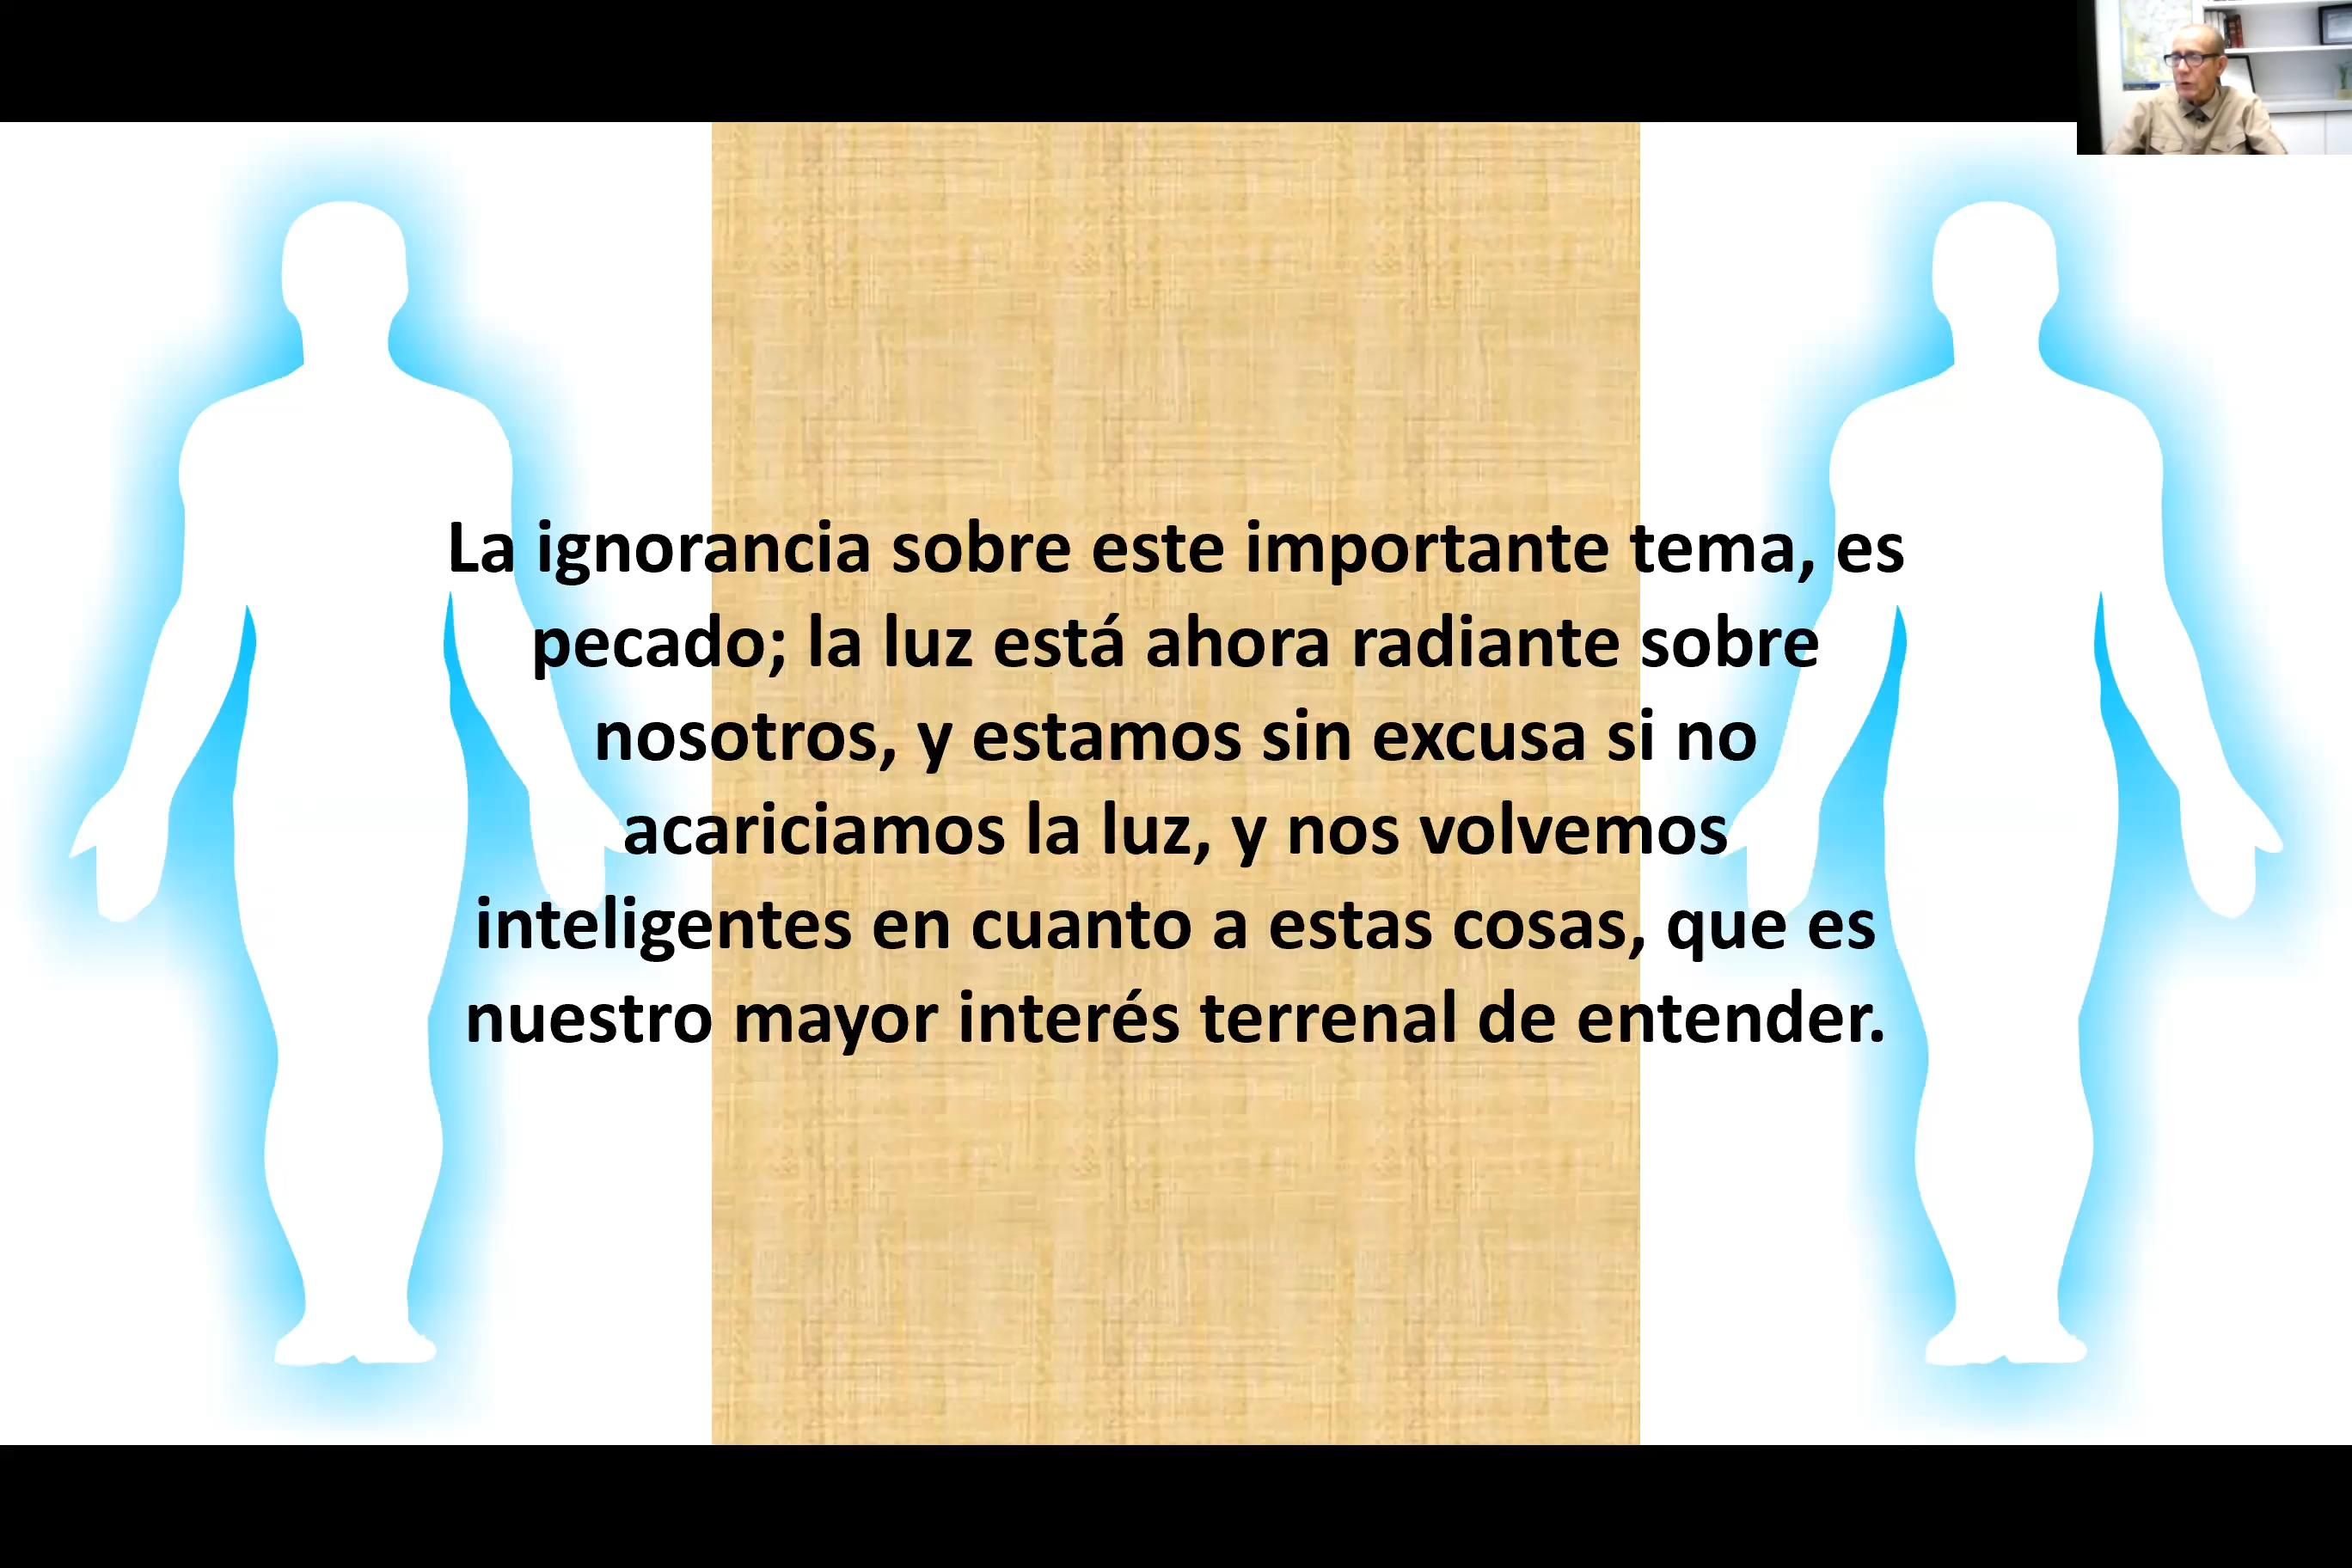 La ignorancia sobre este importante tema, es
pecado; la luz está ahora radiante sobre
nosotros, y estamos sin excusa si no
acariciamos la luz, y nos volvemos
inteligentes en cuanto a estas cosas, que es
nuestro mayor interés terrenal de entender.